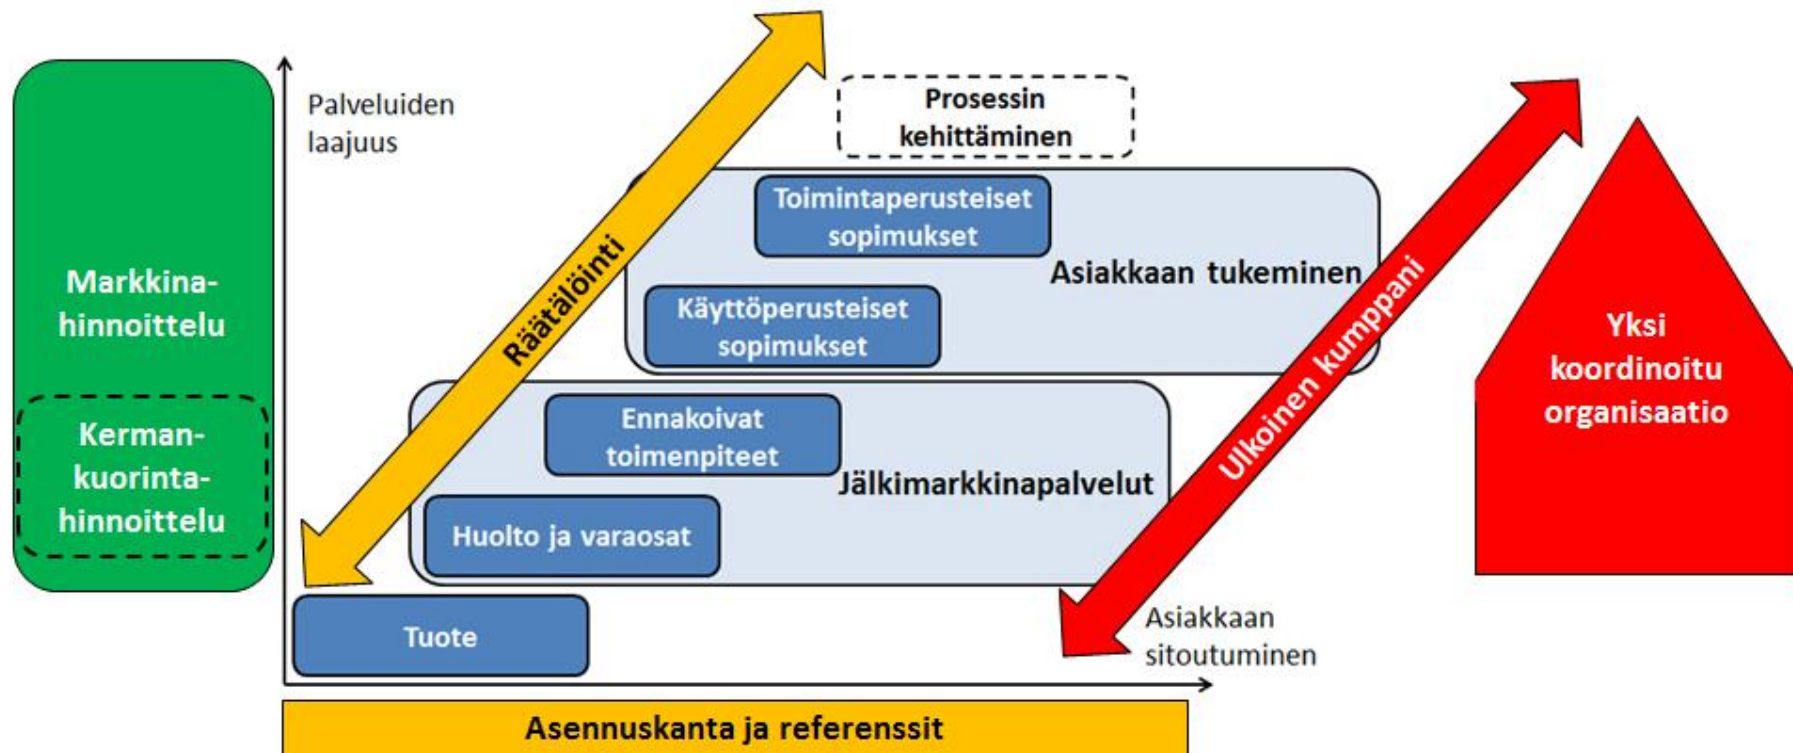 Palveluiden
laajuus
Prosessin
kehittäminen
Toimintaperusteiset
sopimukset
Asiakkaan tukeminen
Käyttöperusteiset
sopimukset
Räätälöinti
Markkina-
hinnoittelu
Kerman-
kuorinta-
hinnoittelu
Ennakoivat
toimenpiteet
Jälkimarkkinapalvelut
Huolto ja varaosat
Ulkoinen kumppani
Yksi
koordinoitu
organisaatio
Tuote
Asiakkaan
sitoutuminen
Asennuskanta ja referenssit